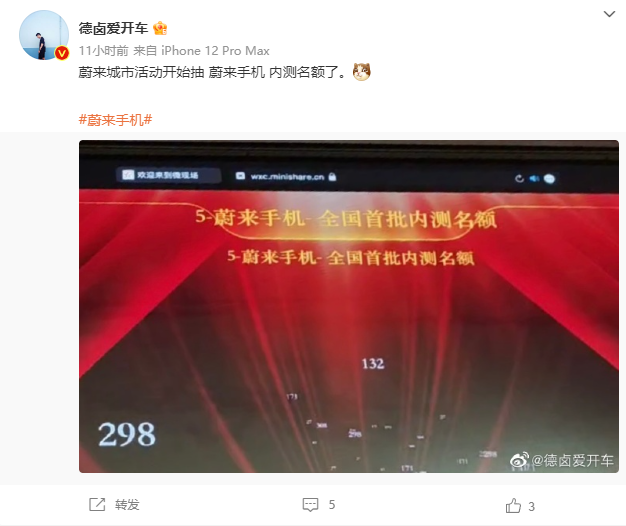 德卤爱开车
11小时前 来自 iPhone 12 Pro Max
蔚来城市活动开始抽 蔚来手机 内测名额了。
#蔚来手机#
欢迎来到微现场
wxc.minishare.cn
5-蔚来手机- 全国首批内测名额
5-蔚来手机- 全国首批内测名额
132
171
298
298
171
@德卤爱开车
转发
5
3